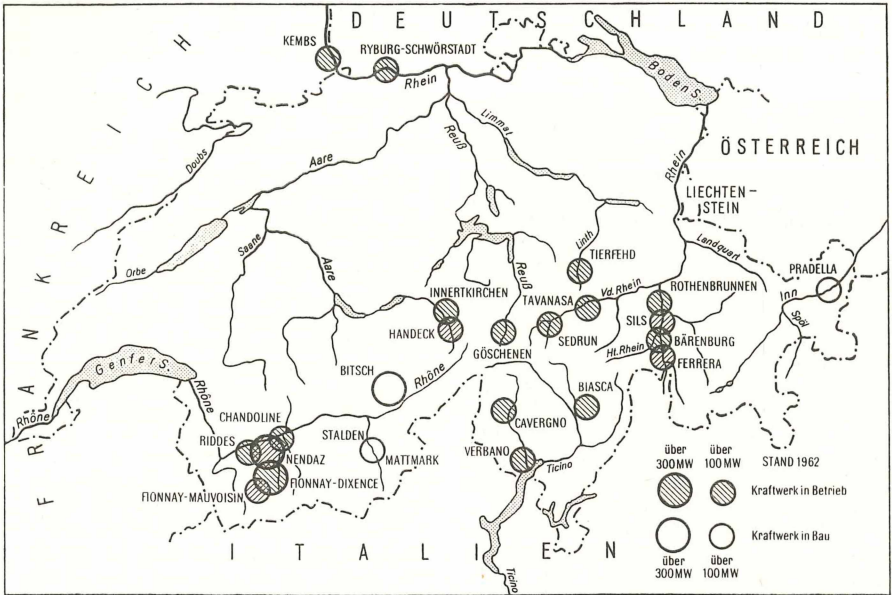 DEUTSCHLAND
KEMBS
RYBURG-SCHWÖRSTADT
Rhein
Boden S.
FRANKREICH
Doubs
Aare
Reuß
Limmat
Rhein
ÖSTERREICH
LIECHTEN-
STEIN
Orbe
Saane
Aare
Linth
Landquart
TIERFEHD
PRADELLA
Inn
Spöl
INNERTKIRCHEN
Reuß
TAVANASA
Vd. Rhein
ROTHENBRUNNEN
HANDECK
GÖSCHENEN
SEDRUN
SILS
BÄRENBURG
Ht. Rhein
FERRERA
Genfer S.
Rhône
Rhône
BITSCH
Rhône
BIASCA
CAVERGNO
CHANDOLINE
RIDDES
NENDAZ
STALDEN
MATTMARK
VERBANO
Ticino
FIONNAY-DIXENCE
FIONNAY-MAUVOISIN
ITALIEN
Ticino
über
300 MW
über
100 MW
STAND 1962
Kraftwerk in Betrieb
Kraftwerk in Bau
über
300 MW
über
100 MW